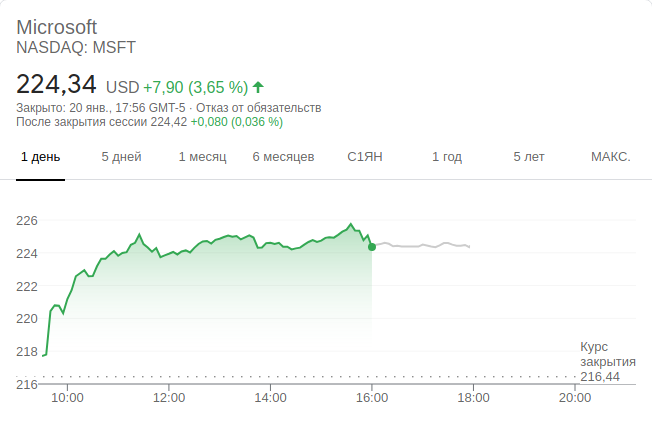 Microsoft
NASDAQ: MSFT
224,34 USD +7,90 (3,65 %)
Закрыто: 20 янв., 17:56 GMT-5 · Отказ от обязательств
После закрытия сессии 224,42 +0,080 (0,036 %)
1 день 5 дней 1 месяц 6 месяцев С1ЯН 1 год 5 лет МАКС.
226
224
222
220
218
Курс
закрытия
216,44
216
10:00 12:00 14:00 16:00 18:00 20:00